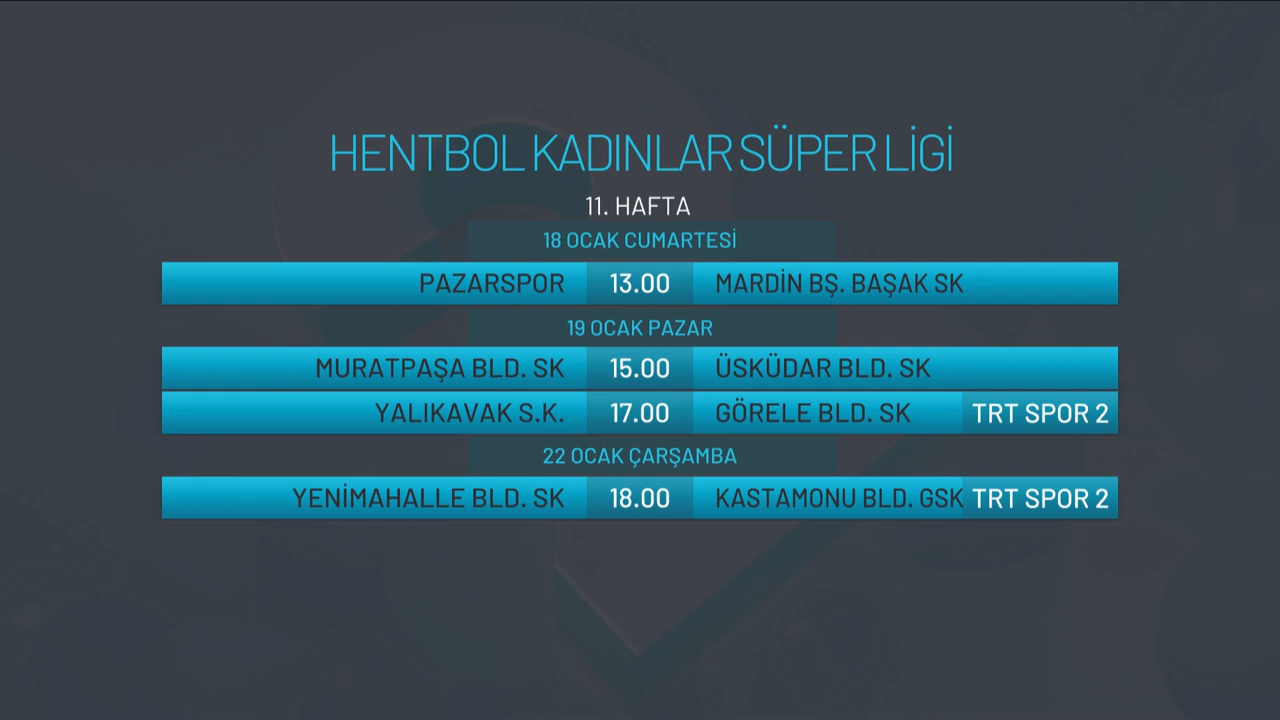 HENTBOL KADINLAR SÜPER LİGİ
11. HAFTA
18 OCAK CUMARTESİ
PAZARSPOR 13.00 MARDİN BŞ. BAŞAK SK
19 OCAK PAZAR
MURATPAŞA BLD. SK 15.00 ÜSKÜDAR BLD. SK
YALIKAVAK S.K. 17.00 GÖRELE BLD. SK TRT SPOR 2
22 OCAK ÇARŞAMBA
YENİMAHALLE BLD. SK 18.00 KASTAMONU BLD. GSK TRT SPOR 2